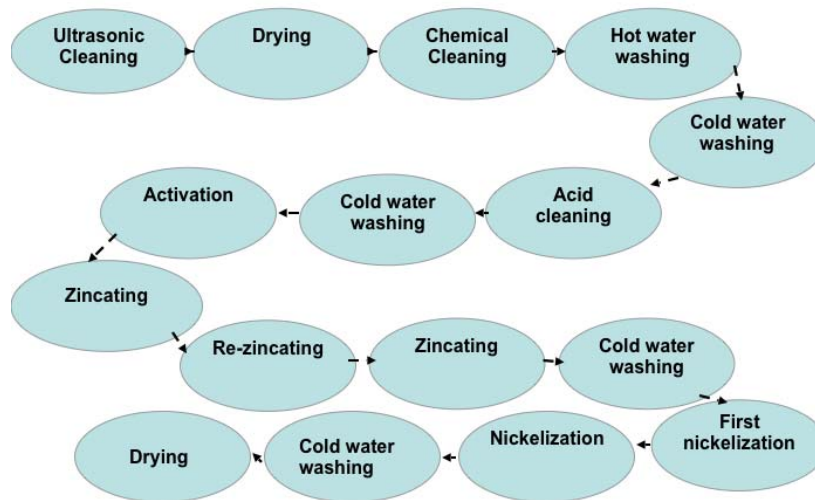 Ultrasonic
Cleaning
Drying
Chemical
Cleaning
Hot water
washing
Cold water
washing
Acid
cleaning
Cold water
washing
Activation
Zincating
Re-zincating
Zincating
Cold water
washing
First
nickelization
Nickelization
Cold water
washing
Drying